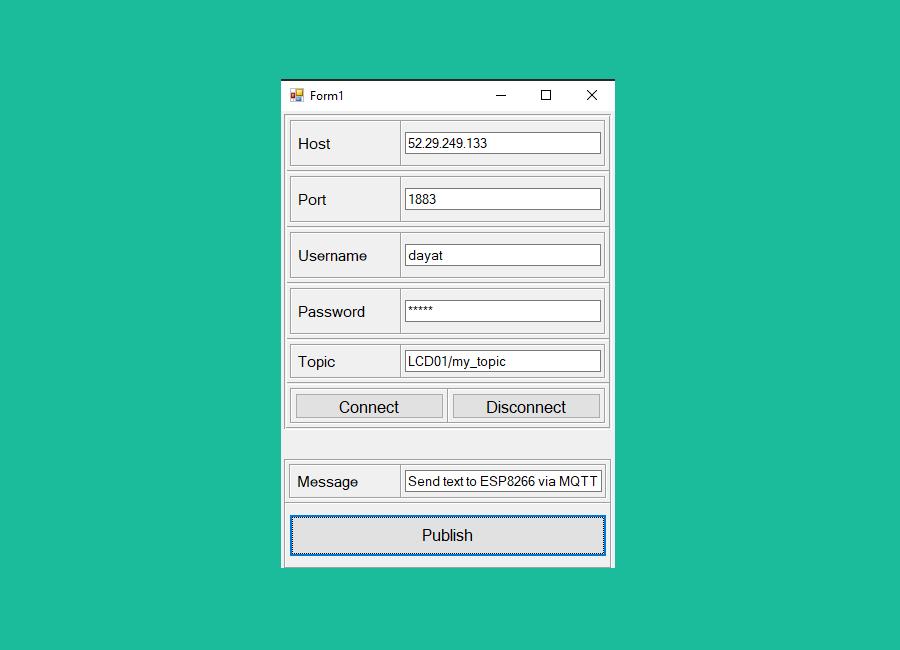 Form1
Host
52.29.249.133
Port
1883
Username
dayat
Password
*****
Topic
LCD01/my_topic
Connect Disconnect
Message
Send text to ESP8266 via MQTT
Publish